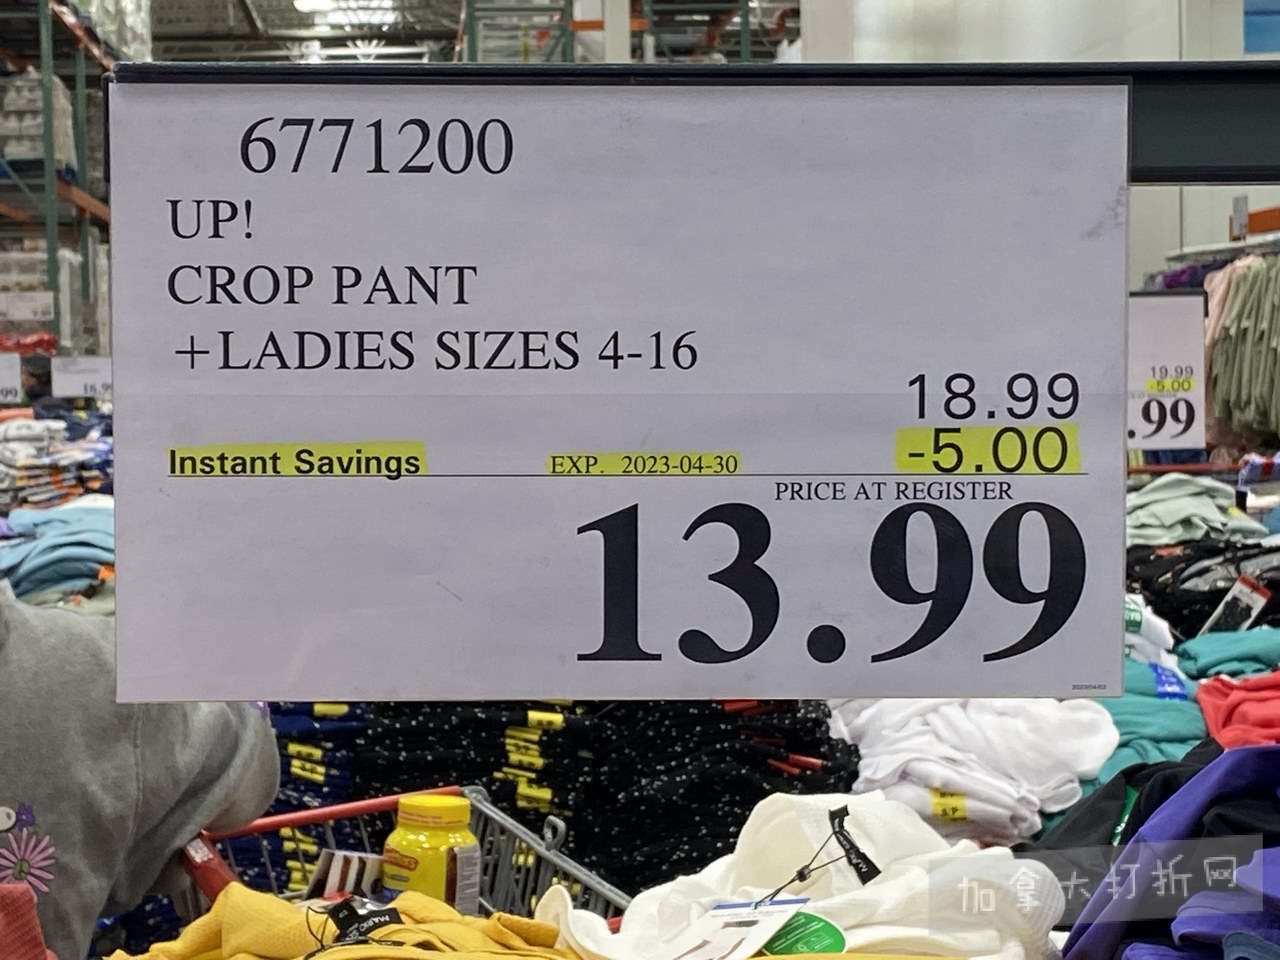 6771200
UP!
CROP PANT
+LADIES SIZES 4-16
18.99
Instant Savings EXP. 2023-04-30 -5.00
PRICE AT REGISTER
13.99
19.99
-5.00
.99
加拿大打折网